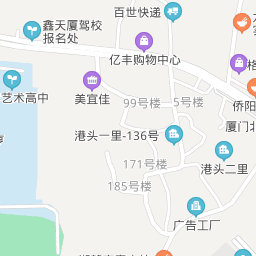 百世快递
鑫天厦驾校
报名处
亿丰购物中心
格
艺术高中
美宜佳
99号楼
5号楼
侨阳
厦门北
港头一里-136号
171号楼
港头二里
185号楼
广告工厂